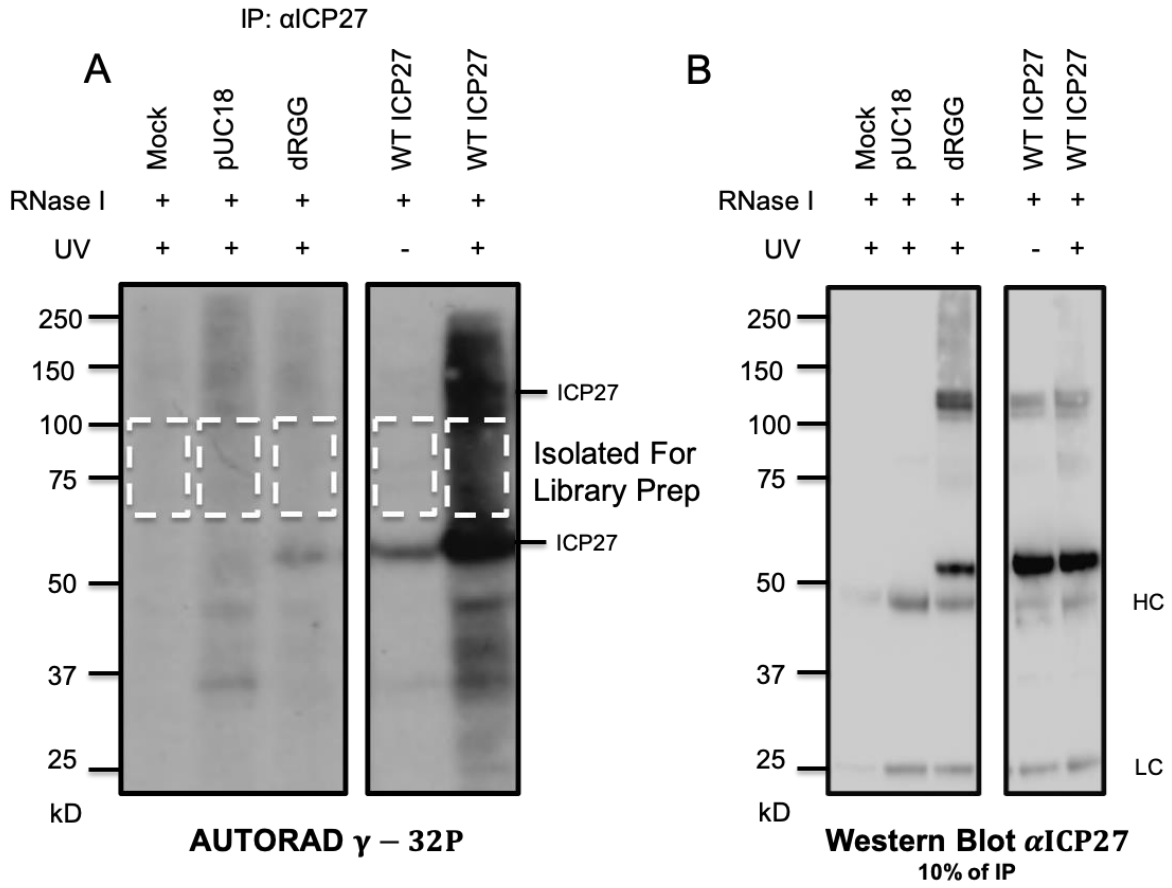 IP: αICP27
A
Mock
pUC18
dRGG
WT ICP27
WT ICP27
RNase I + + + + +
UV + + + - +
250
150
100
75
50
37
25
kD
ICP27
Isolated For
Library Prep
ICP27
AUTORAD γ – 32P
B
Mock
pUC18
dRGG
WT ICP27
WT ICP27
RNase I + + + + +
UV + + + - +
250
150
100
75
50
37
25
kD
HC
LC
Western Blot αICP27
10% of IP